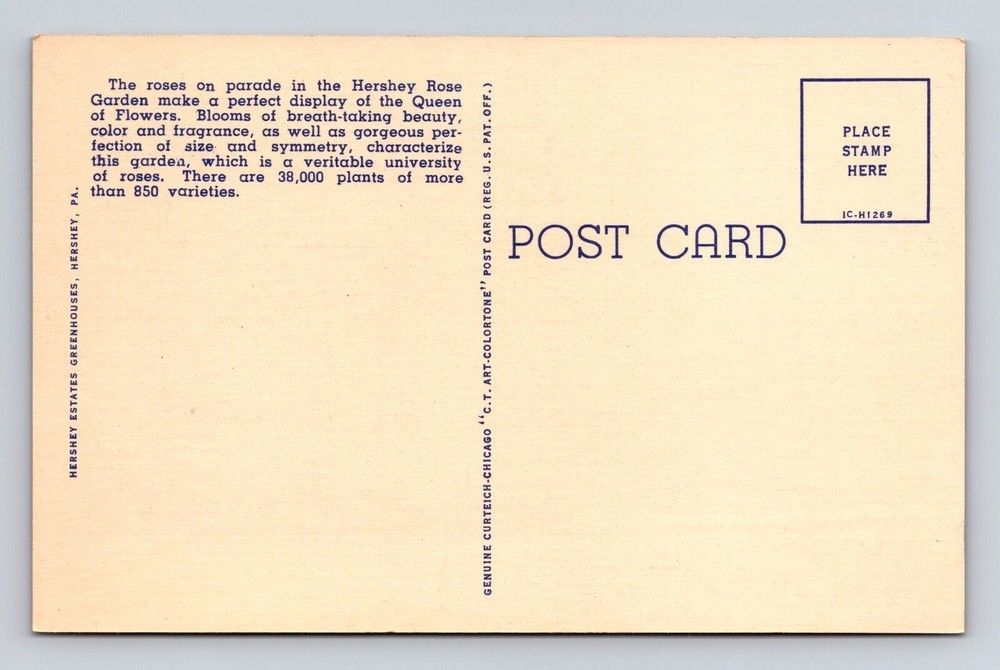 The roses on parade in the Hershey Rose
Garden make a perfect display of the Queen
of Flowers. Blooms of breath-taking beauty,
color and fragrance, as well as gorgeous per-
fection of size and symmetry, characterize
this garden, which is a veritable university
of roses. There are 38,000 plants of more
than 850 varieties.
HERSHEY ESTATES GREENHOUSES, HERSHEY, PA.
GENUINE CURTEICH-CHICAGO "C.T. ART-COLORTONE" POST CARD (REG. U.S. PAT. OFF.)
POST CARD
PLACE
STAMP
HERE
1C-H1269